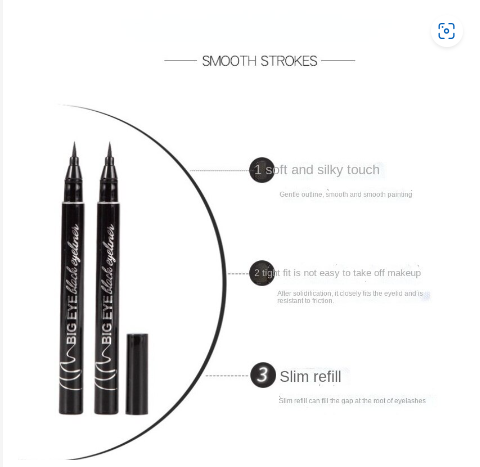 SMOOTH STROKES
1 soft and silky touch
Gentle outline, smooth and smooth painting
2 tight fit is not easy to take off makeup
After solidification, it closely fits the eyelid and is
resistant to friction.
3 Slim refill
Slim refill can fill the gap at the root of eyelashes
BIG EYE black eyeliner
BIG EYE black eyeliner